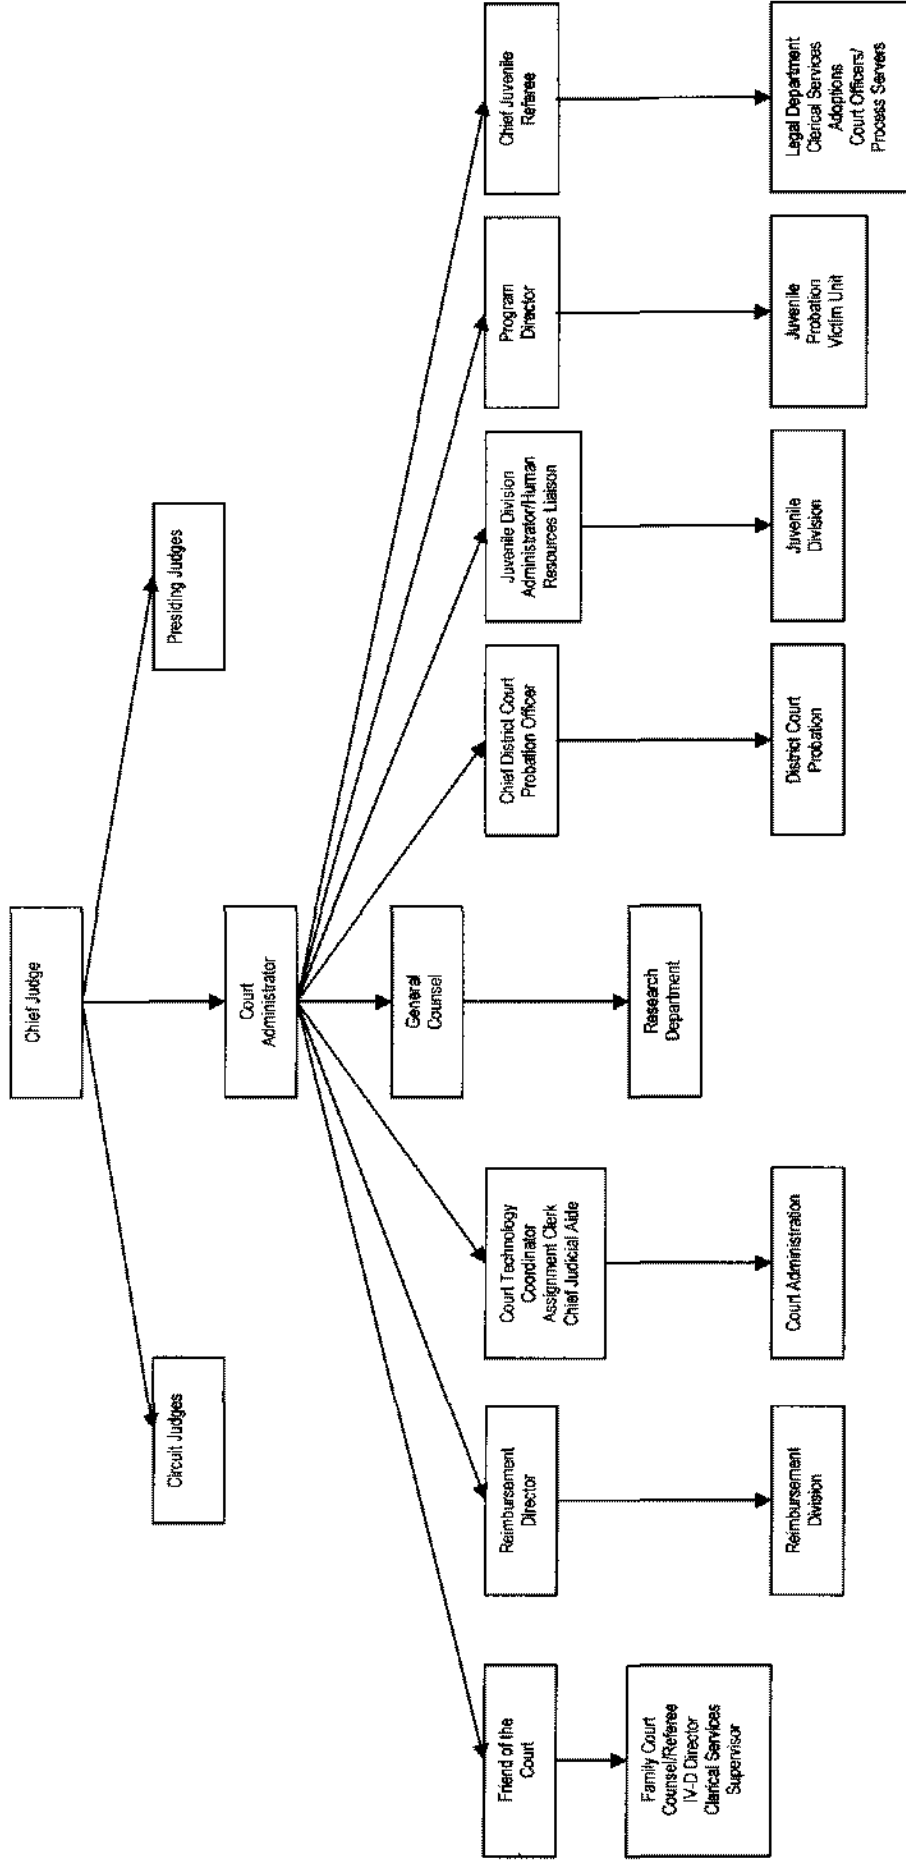 Chief Judge
Circuit Judges
Presiding Judges
Court
Administrator
General
Counsel
Friend of the
Court
Reimbursement
Director
Court Technology
Coordinator
Assignment Clerk
Chief Judicial Aide
Chief District Court
Probation Officer
Juvenile Division
Administrator/Human
Resources Liaison
Program
Director
Chief Juvenile
Referee
Family Court
Counsel/Referee
IV-D Director
Clerical Services
Supervisor
Research
Department
Reimbursement
Division
Court Administration
District Court
Probation
Juvenile
Division
Juvenile
Probation
Victim Unit
Legal Department
Clerical Services
Adoptions
Court Officers/
Process Servers